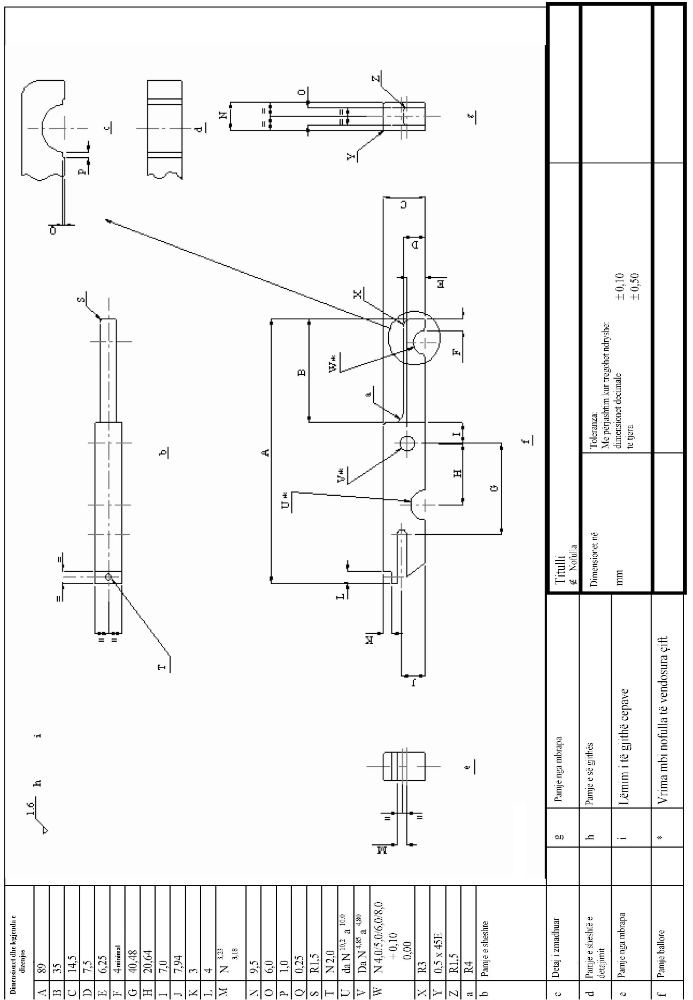 Dimensionet dhe legjenda e
dizenjos
A 89
B 35
C 14,5
D 7,5
E 6,25
F 4minimal
G 40,48
H 20,64
I 7,0
J 7,94
K 3
L 4
M N 3,23
3,18
N 9,5
O 6,0
P 1,0
Q 0,25
S R1,5
T N 2,0
U da N 10,2 a 10.0
V Da N 4,85 a 4,80
W N 4,0/5,0/6,0/8,0
+ 0,10
0,00
X R3
Y 0,5 x 45E
Z R1,5
a R4
b Pamje e sheshte
c Detaj i zmadhuar
d Pamje e sheshtë e
detajimit
e Pamje nga mbrapa
f Pamje ballore
g Pamje nga mbrapa
h Pamje e së gjithës
i Lëmim i të gjithë cepave
* Vrima mbi nofulla të vendosura çift
Titulli
∉ Nofulla
Dimensionet në
mm
Toleranza:
Me përjashtim kur tregohet ndryshe:
dimensionet decimale ± 0,10
te tjera ± 0,50
1.6 h i
T
S
b
c
P
Q
d
N
O
Z
Y
g
A
B
L
U*
V*
W*
a
X
K
J
C
D
E
F
I
H
G
f
M
e
=
=
=
=
=
=
=
=
=
=